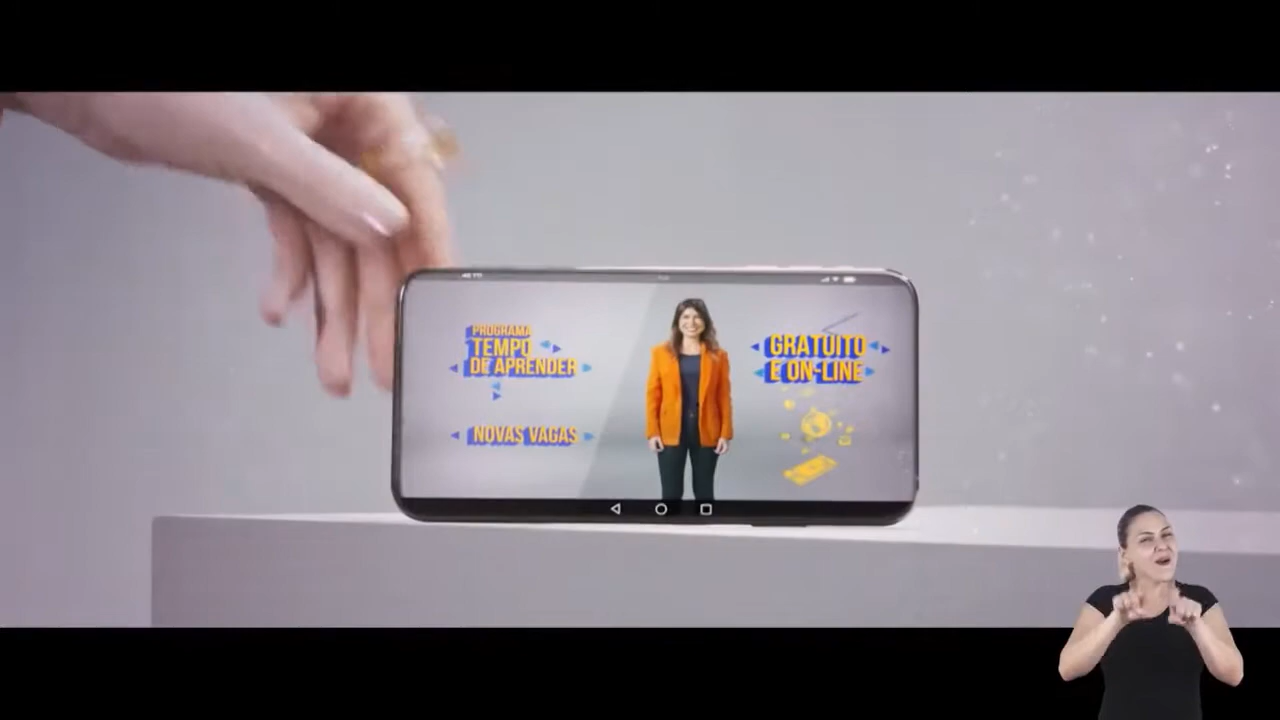 PROGRAMA
TEMPO
DE APRENDER
NOVAS VAGAS
GRATUITO
E ON-LINE